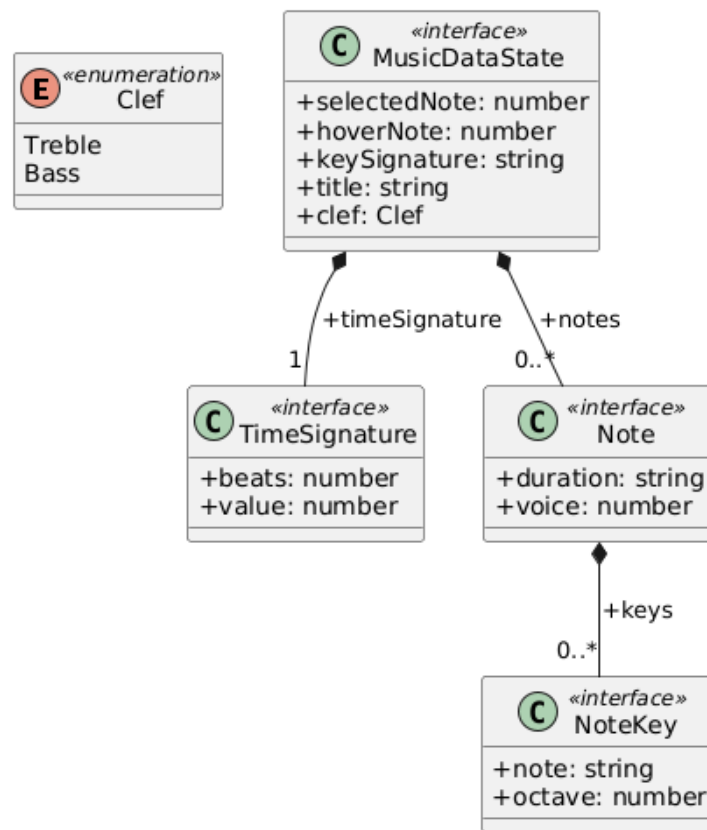 E «enumeration»
Clef
Treble
Bass
C «interface»
MusicDataState
+selectedNote: number
+hoverNote: number
+keySignature: string
+title: string
+clef: Clef
+timeSignature
+notes
1
0..*
C «interface»
TimeSignature
+beats: number
+value: number
C «interface»
Note
+duration: string
+voice: number
+keys
0..*
C «interface»
NoteKey
+note: string
+octave: number